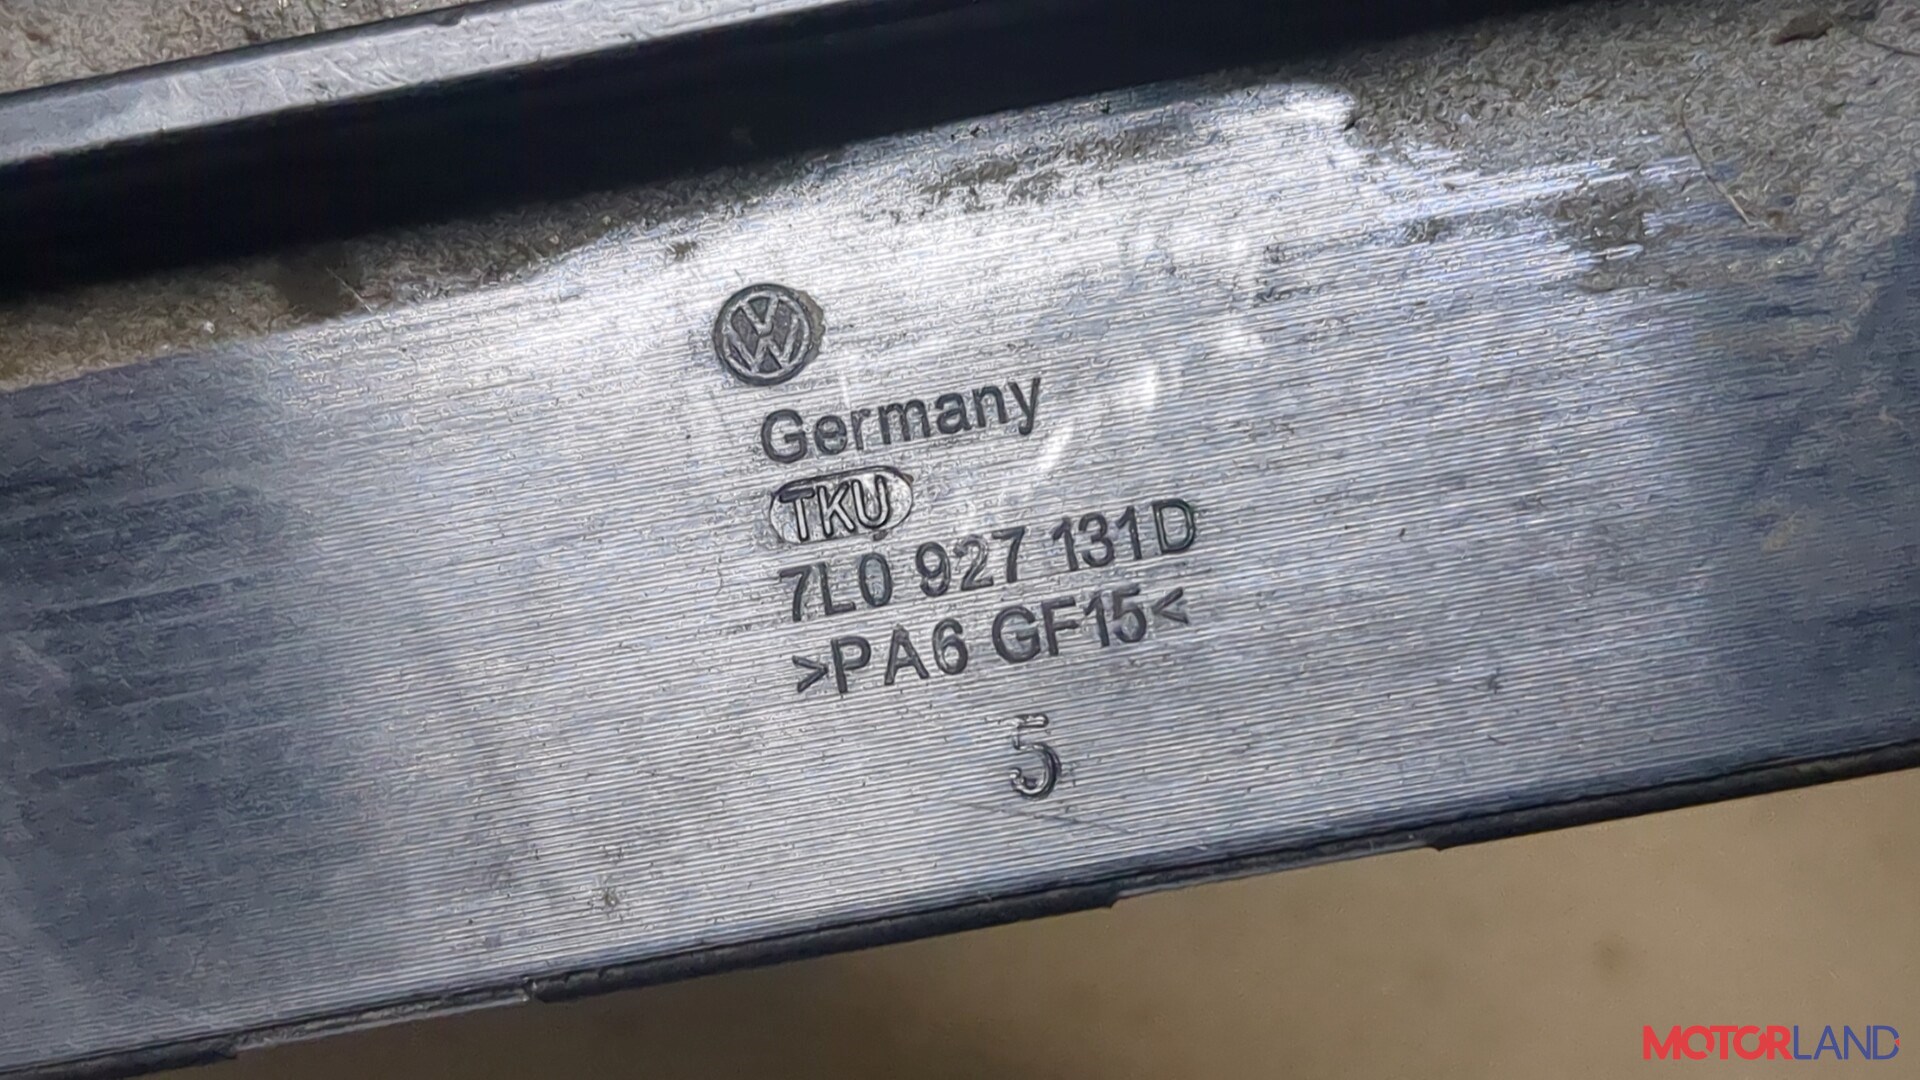 Germany
TKU
7L0 927 131D
>PA6 GF15<
5
MOTORLAND